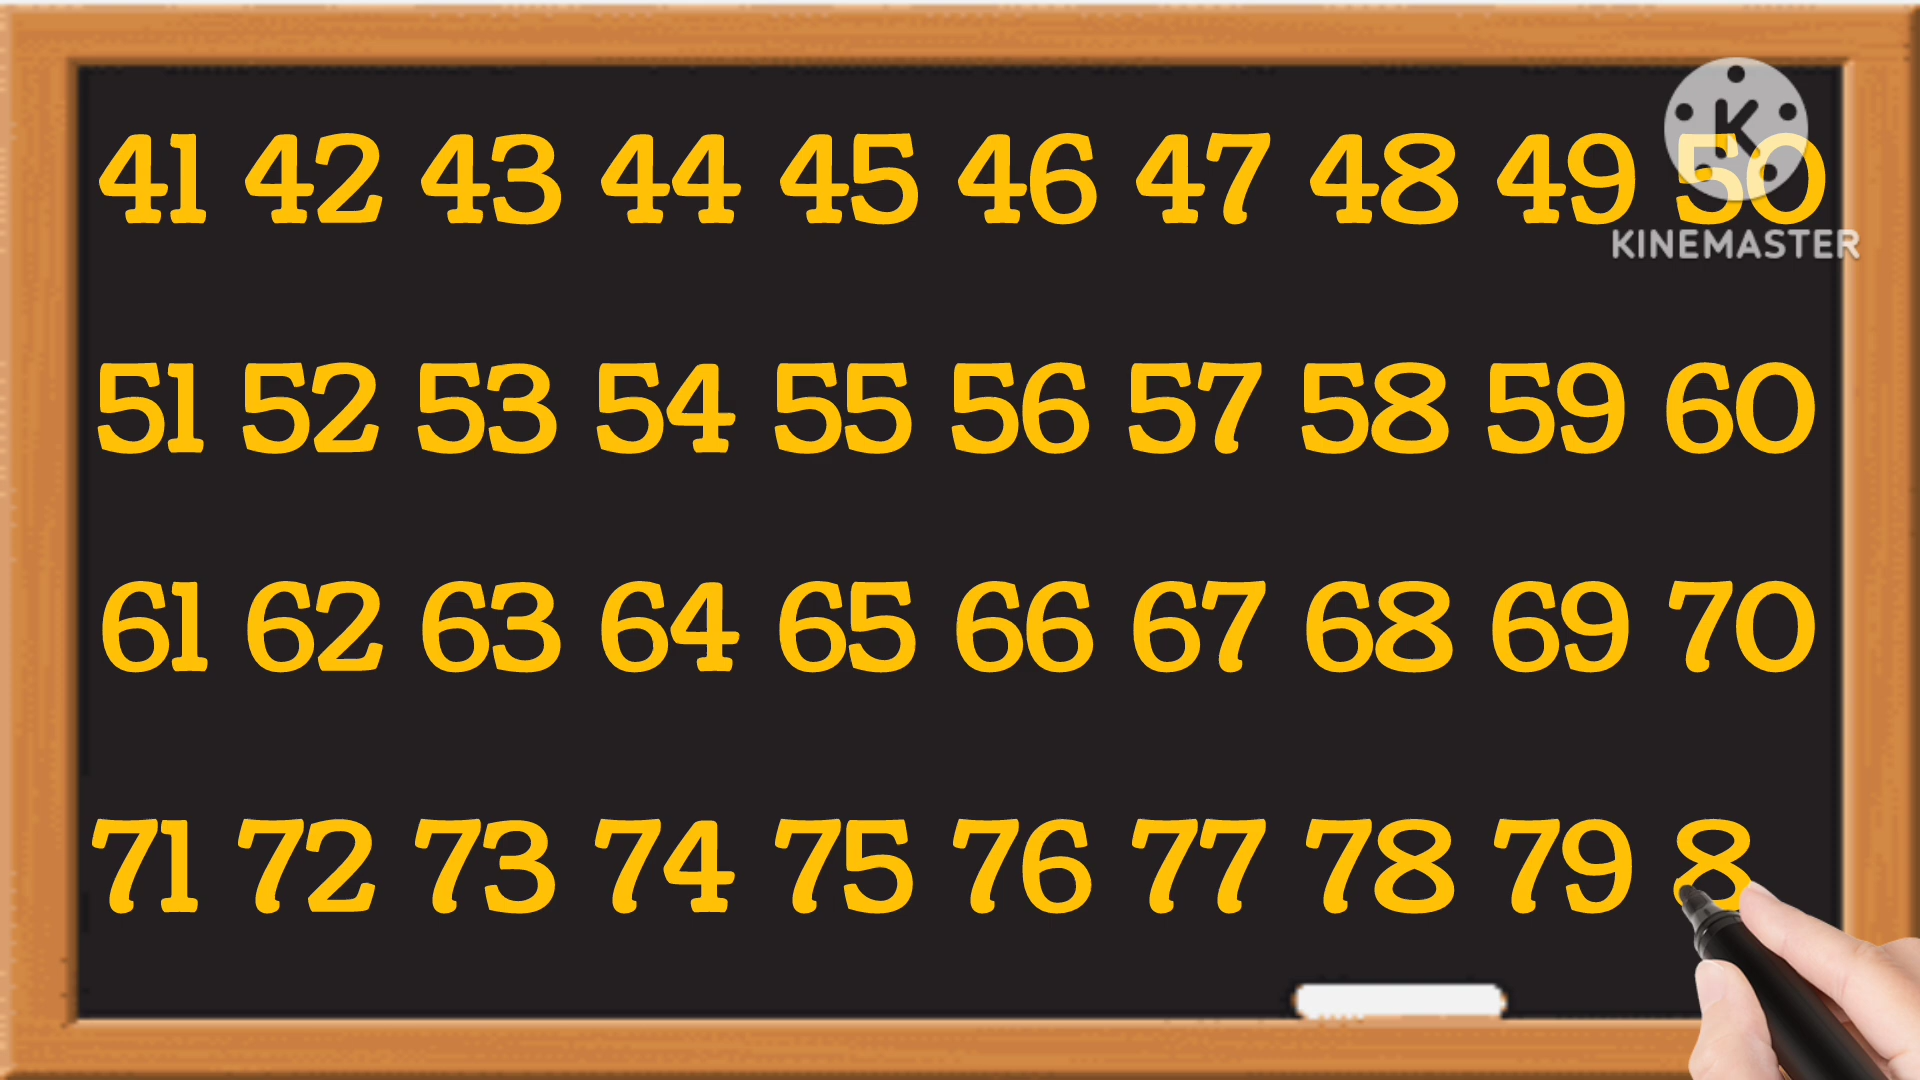 41 42 43 44 45 46 47 48 49 50
K
KINEMASTER
51 52 53 54 55 56 57 58 59 60
61 62 63 64 65 66 67 68 69 70
71 72 73 74 75 76 77 78 79 8